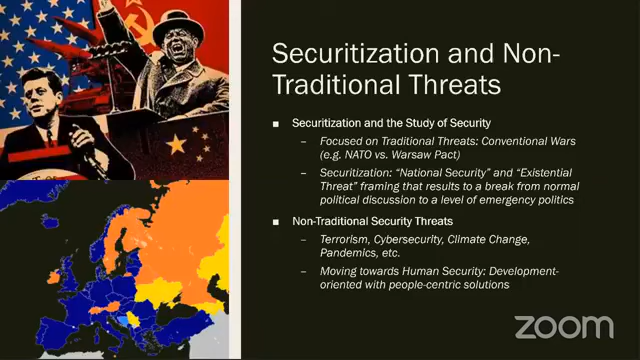 Securitization and Non-
Traditional Threats
■ Securitization and the Study of Security
– Focused on Traditional Threats: Conventional Wars
(e.g. NATO vs. Warsaw Pact)
– Securitization: “National Security” and “Existential
Threat” framing that results to a break from normal
political discussion to a level of emergency politics
■ Non-Traditional Security Threats
– Terrorism, Cybersecurity, Climate Change,
Pandemics, etc.
– Moving towards Human Security: Development-
oriented with people-centric solutions
zoom